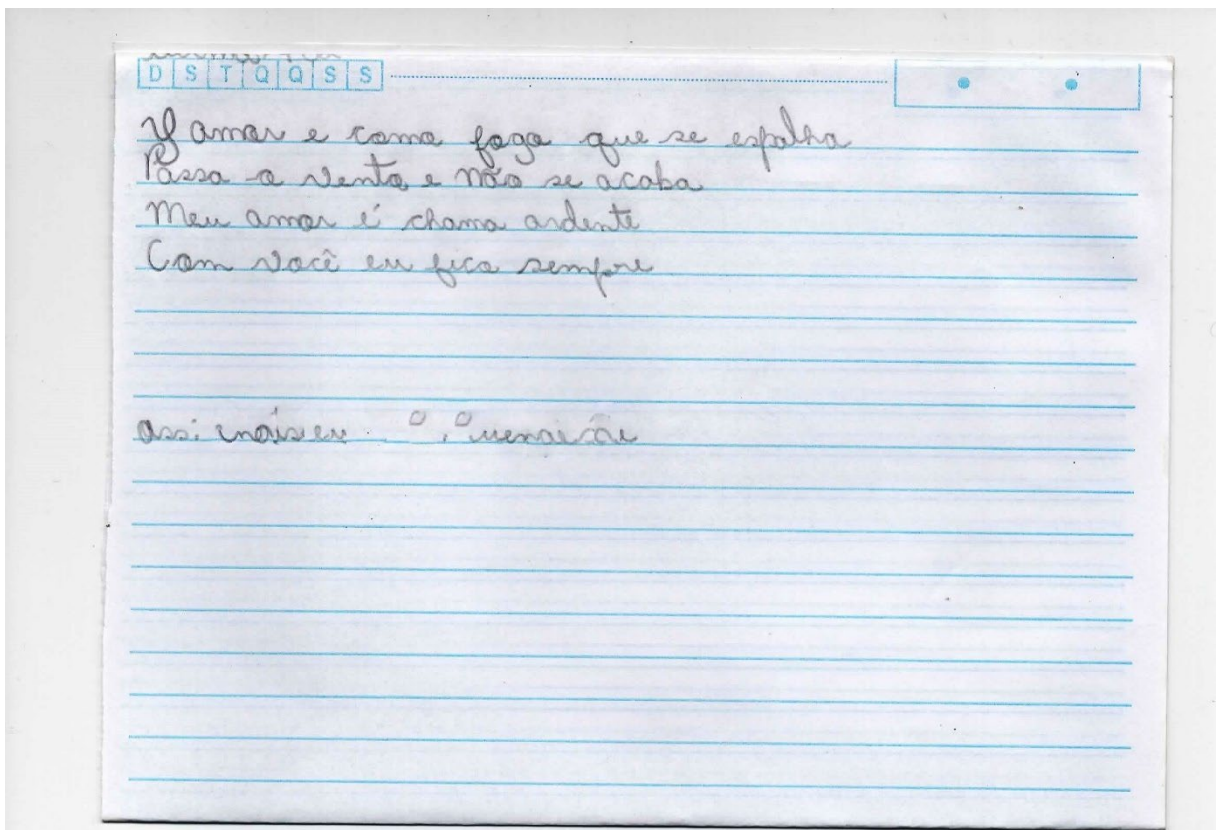 D S T Q Q S S
O amor e como fogo que se espalha
Passa o vento e não se acaba
Meu amor é chama ardente
Com você eu fico sempre